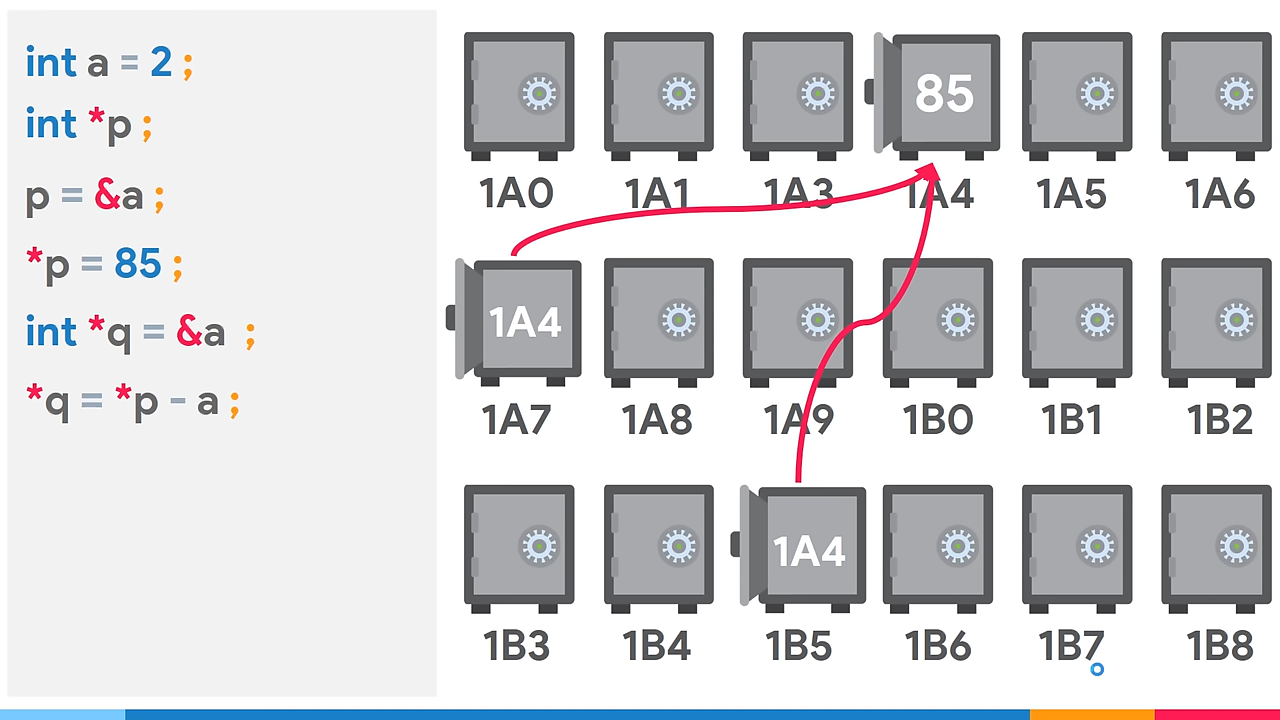 int a = 2 ;
int *p ;
p = &a ;
*p = 85 ;
int *q = &a ;
*q = *p - a ;
85
1A0 1A1 1A3 1A4 1A5 1A6
1A4
1A7 1A8 1A9 1B0 1B1 1B2
1A4
1B3 1B4 1B5 1B6 1B7 1B8